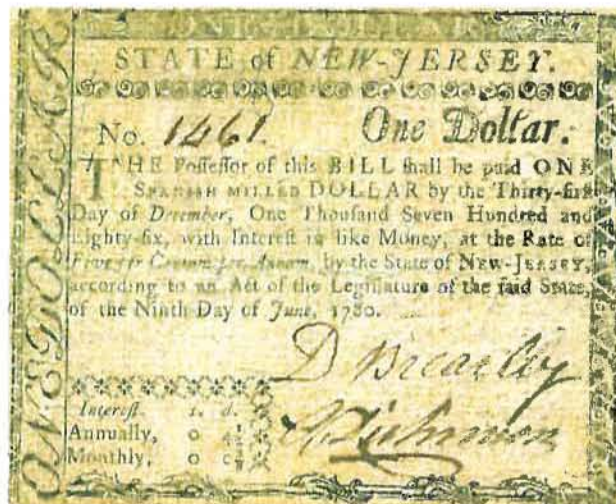 ONE DOLLAR
STATE of NEW-JERSEY.
No. 1461. One Dollar.
THE Poſſeſſor of this BILL ſhall be paid ONE
SPANISH MILLED DOLLAR by the Thirty-firſt
Day of December, One Thouſand Seven Hundred and
Eighty-ſix, with Intereſt in like Money, at the Rate of
Five per Centum per Annum, by the State of NEW-JERSEY,
according to an Act of the Legiſlature of the ſaid State,
of the Ninth Day of June, 1780.
D Brearley
Intereſt. s. d.
Annually, 0
Monthly, 0